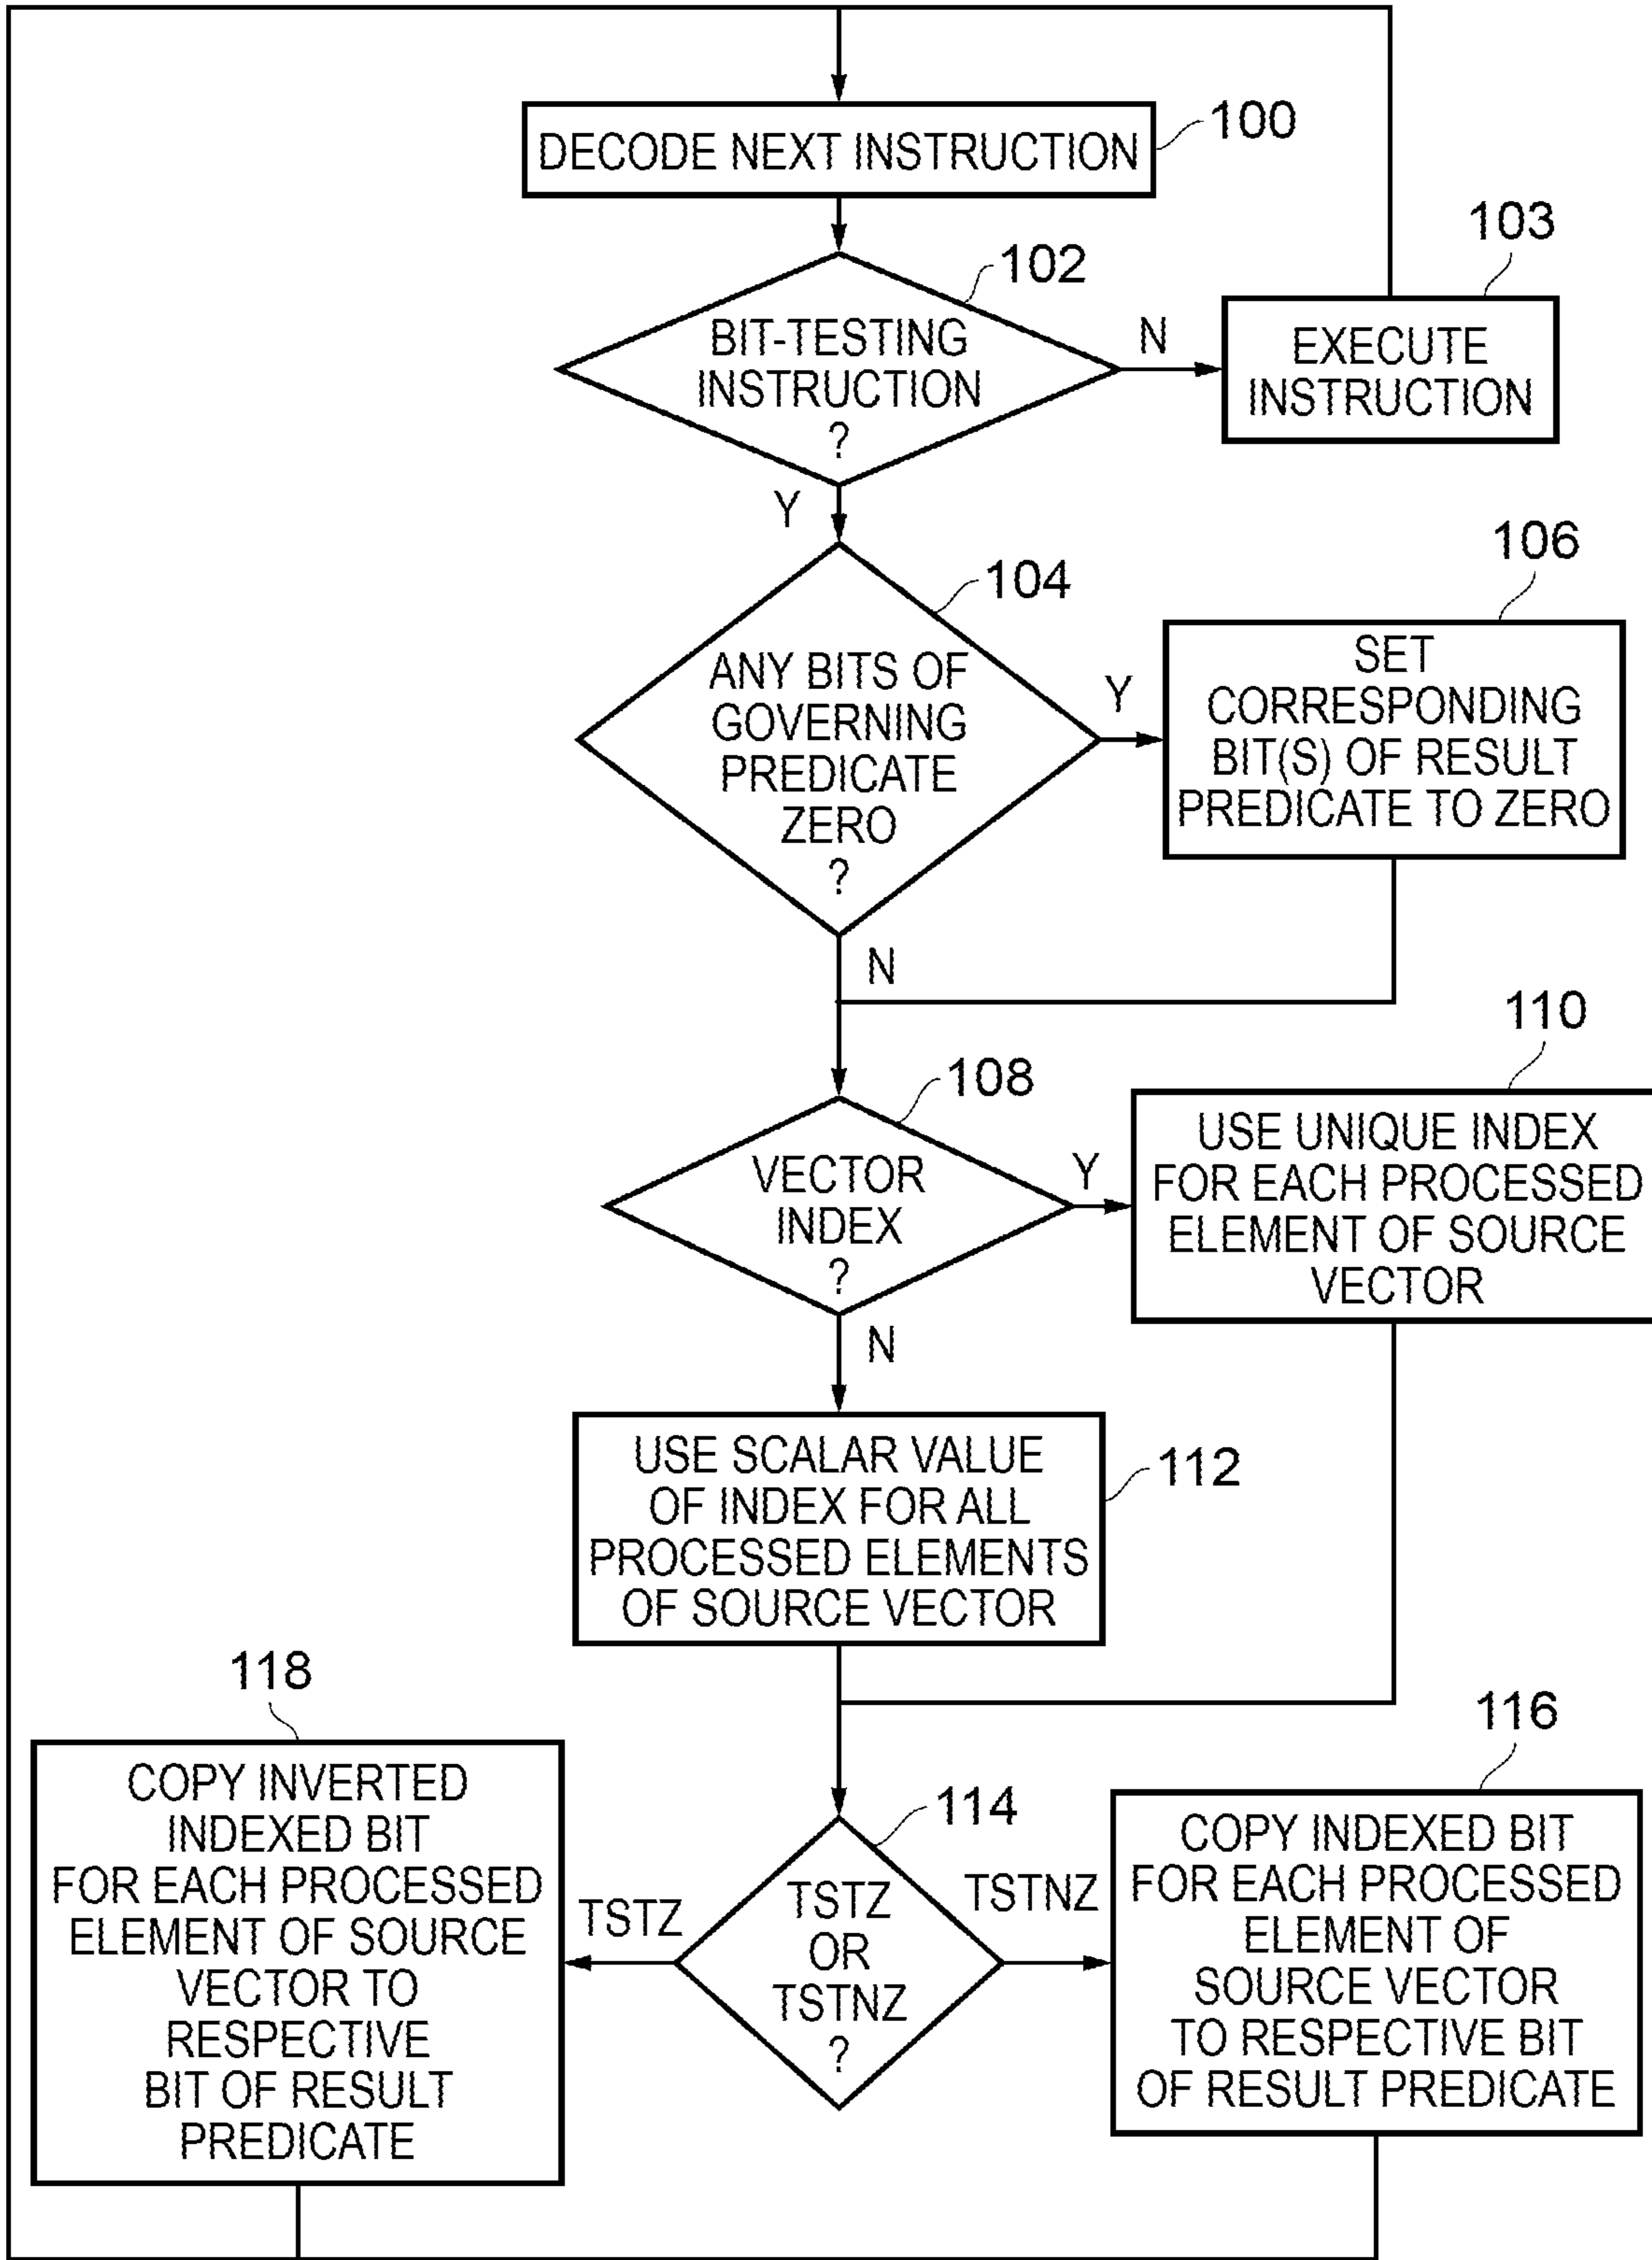 DECODE NEXT INSTRUCTION
100
102
BIT-TESTING
INSTRUCTION
?
N
103
EXECUTE
INSTRUCTION
Y
104
ANY BITS OF
GOVERNING
PREDICATE
ZERO
?
Y
106
SET
CORRESPONDING
BIT(S) OF RESULT
PREDICATE TO ZERO
N
108
VECTOR
INDEX
?
Y
110
USE UNIQUE INDEX
FOR EACH PROCESSED
ELEMENT OF SOURCE
VECTOR
N
USE SCALAR VALUE
OF INDEX FOR ALL
PROCESSED ELEMENTS
OF SOURCE VECTOR
112
114
TSTZ
OR
TSTNZ
?
TSTZ
118
COPY INVERTED
INDEXED BIT
FOR EACH PROCESSED
ELEMENT OF SOURCE
VECTOR TO
RESPECTIVE
BIT OF RESULT
PREDICATE
TSTNZ
116
COPY INDEXED BIT
FOR EACH PROCESSED
ELEMENT OF
SOURCE VECTOR
TO RESPECTIVE BIT
OF RESULT PREDICATE